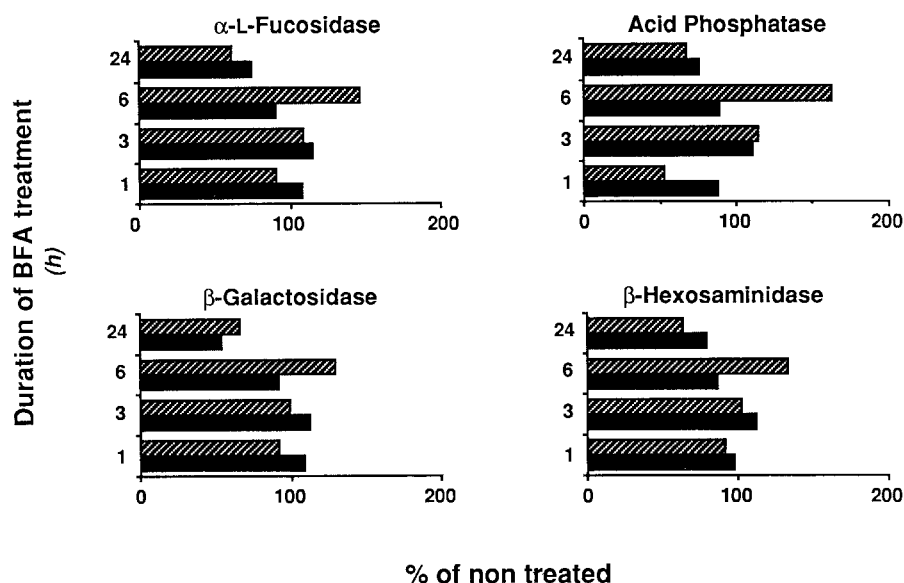 α-L-Fucosidase
24
6
3
1
0 100 200
Acid Phosphatase
24
6
3
1
0 100 200
β-Galactosidase
24
6
3
1
0 100 200
β-Hexosaminidase
24
6
3
1
0 100 200
Duration of BFA treatment
(h)
% of non treated